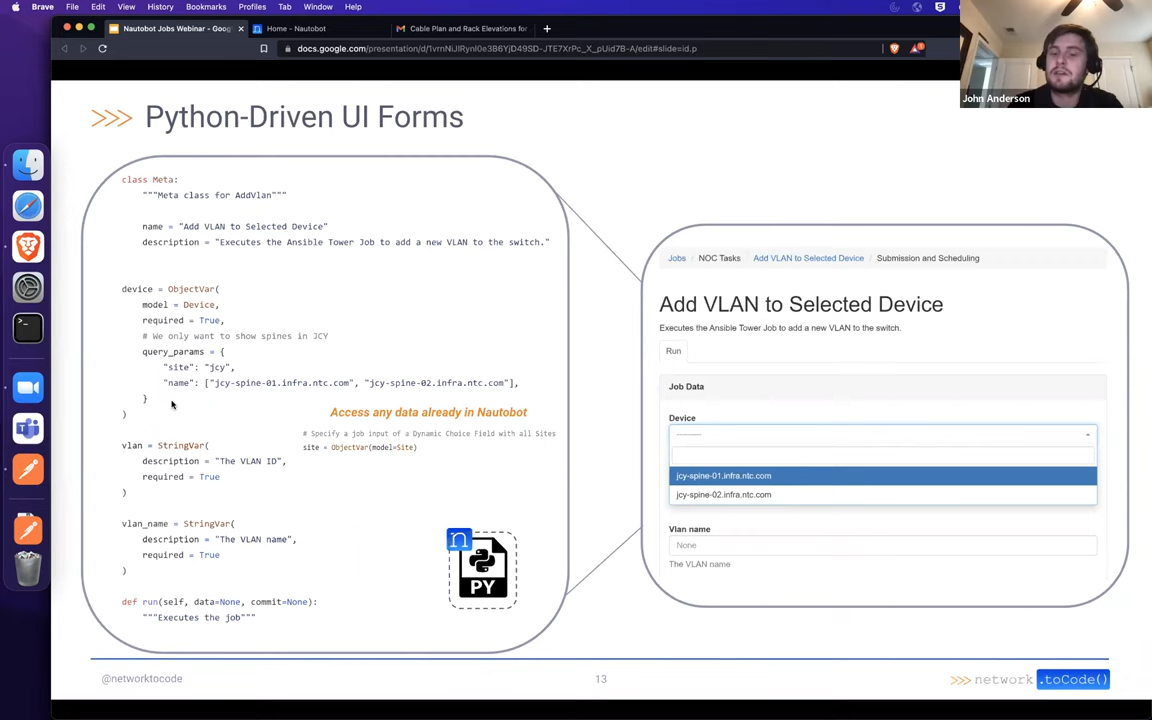 Brave File Edit View History Bookmarks Profiles Tab Window Help
Nautobot Jobs Webinar - Goog
Home - Nautobot
Cable Plan and Rack Elevations for
John Anderson
>>> Python-Driven UI Forms
class Meta:
"""Meta class for AddVlan"""
name = "Add VLAN to Selected Device"
description = "Executes the Ansible Tower Job to add a new VLAN to the switch."
device = ObjectVar(
model = Device,
required = True,
# We only want to show spines in JCY
query_params = {
"site": "jcy",
"name": ["jcy-spine-01.infra.ntc.com", "jcy-spine-02.infra.ntc.com"],
}
)
Access any data already in Nautobot
# Specify a job input of a Dynamic Choice Field with all Sites
site = ObjectVar(model=Site)
vlan = StringVar(
description = "The VLAN ID",
required = True
)
vlan_name = StringVar(
description = "The VLAN name",
required = True
)
def run(self, data=None, commit=None):
"""Executes the job"""
n
PY
Jobs / NOC Tasks / Add VLAN to Selected Device / Submission and Scheduling
Add VLAN to Selected Device
Executes the Ansible Tower Job to add a new VLAN to the switch.
Run
Job Data
Device
---------
jcy-spine-01.infra.ntc.com
jcy-spine-02.infra.ntc.com
Vlan name
None
The VLAN name
@networktocode
13
>>> network .toCode()